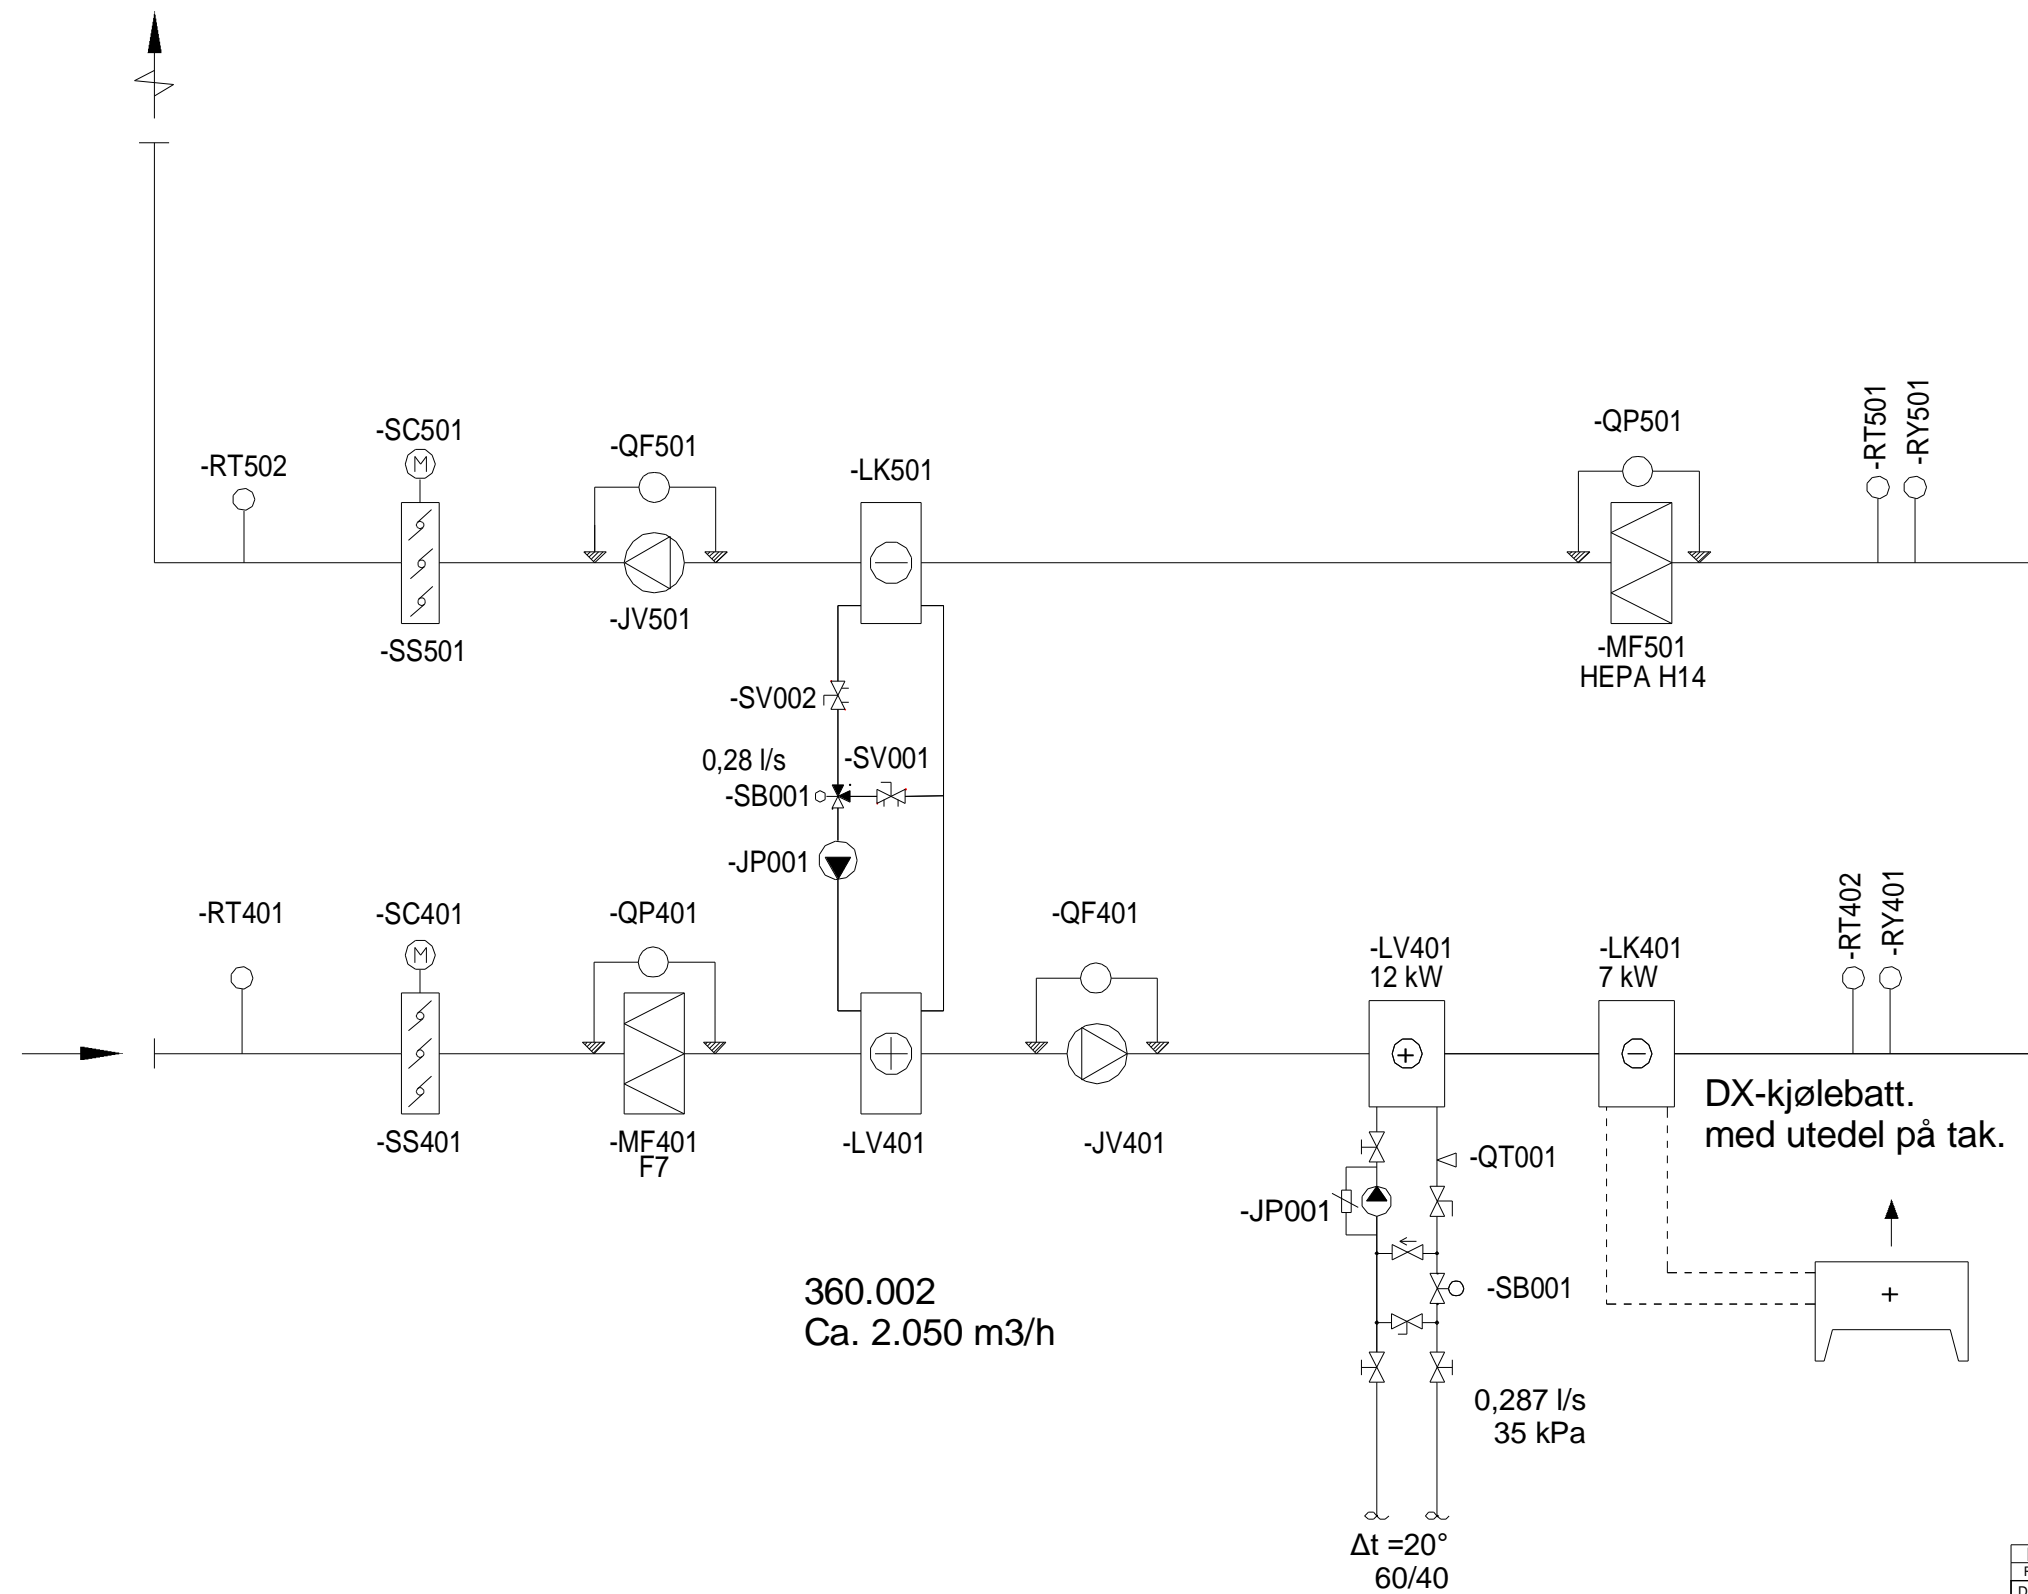 -RT501
-RY501
-SC501
M
-QF501
-QP501
-RT502
-LK501
-JV501
-SS501
-MF501
HEPA H14
-SV002
0,28 l/s
-SV001
-SB001
-JP001
-RT402
-RY401
-RT401
-SC401
M
-QP401
-QF401
-LV401
12 kW
-LK401
7 kW
-SS401
-MF401
F7
-LV401
-JV401
DX-kjølebatt.
med utedel på tak.
-QT001
-JP001
-SB001
360.002
Ca. 2.050 m3/h
0,287 l/s
35 kPa
Δt =20°
60/40